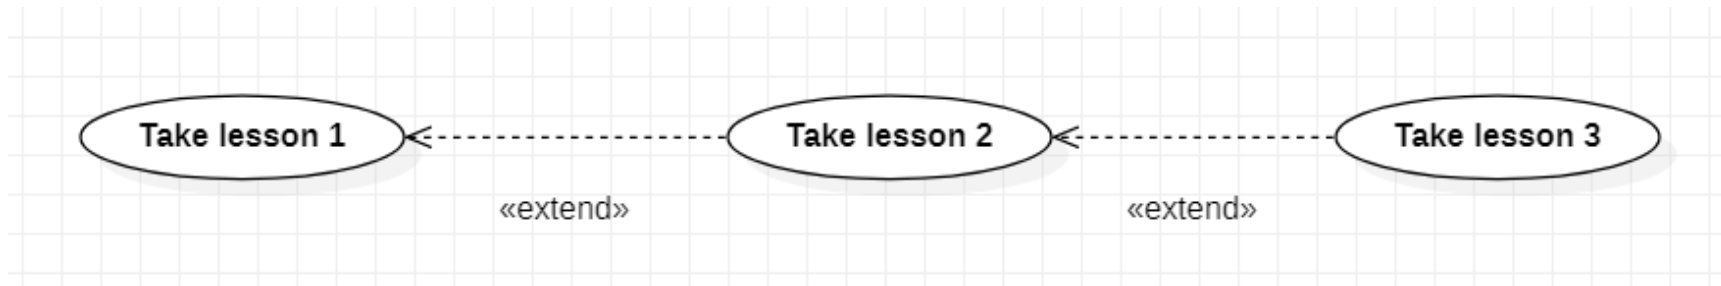 Take lesson 1
Take lesson 2
Take lesson 3
«extend»
«extend»